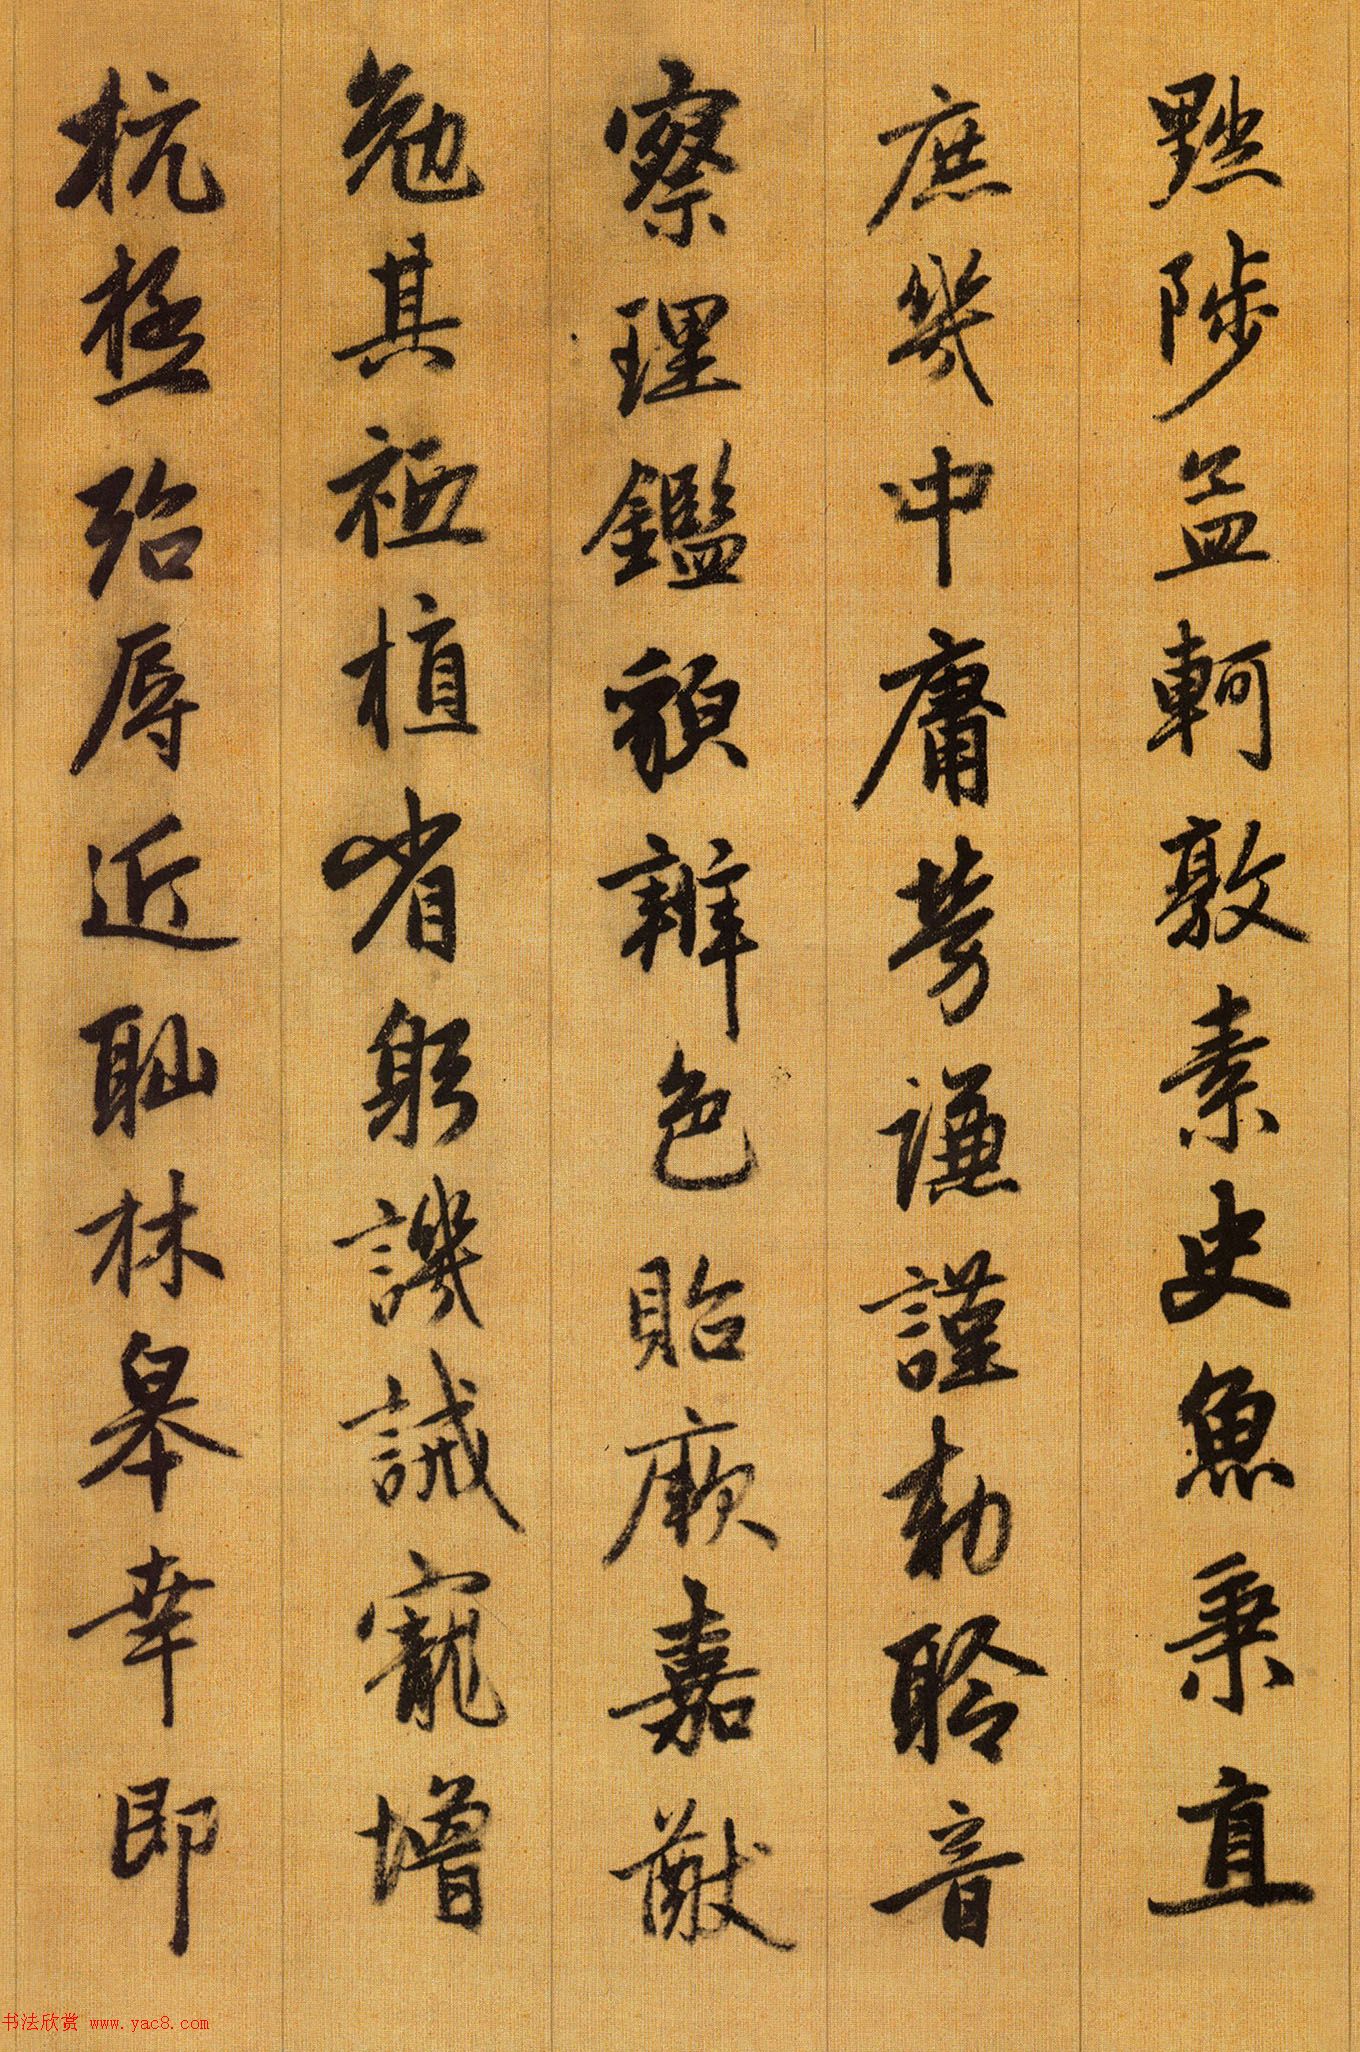 黜陟孟軻敦素史魚秉直
庶幾中庸勞謙謹勅聆音
察理鑑貌辨色貽厥嘉猷
勉其祗植省躬譏誡寵增
杭極殆辱近耻林皋幸即
书法欣赏 www.yac8.com